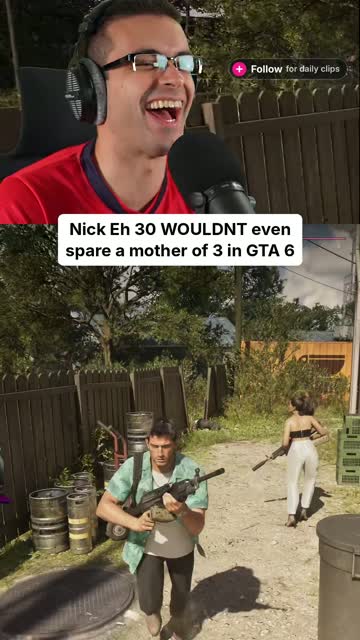 Follow for daily clips
Nick Eh 30 WOULDNT even
spare a mother of 3 in GTA 6